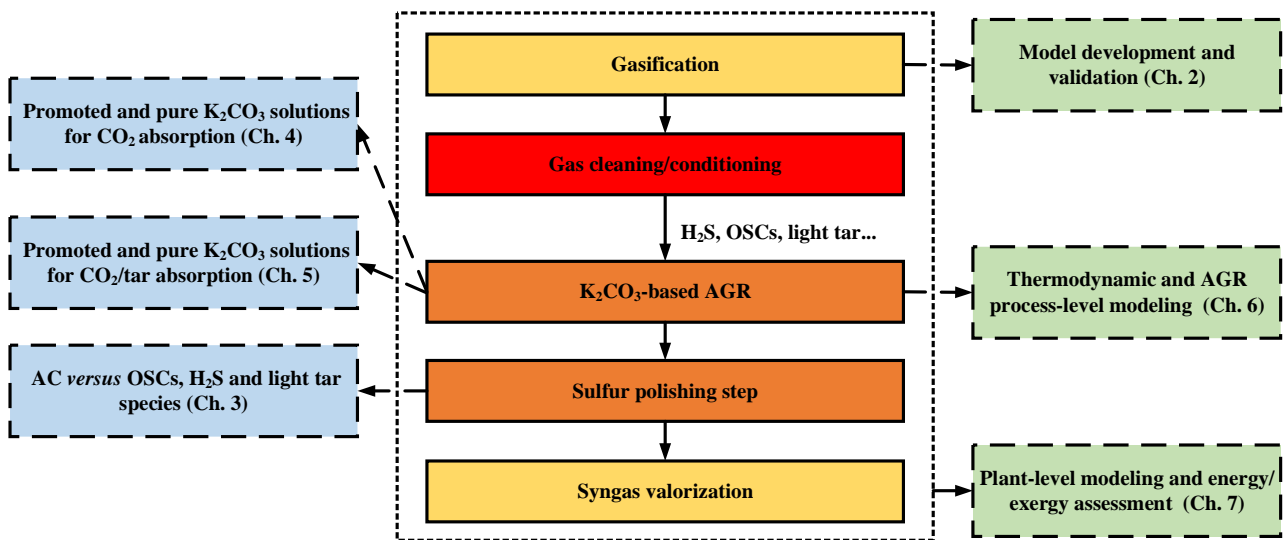 Gasification
Gas cleaning/conditioning
H₂S, OSCs, light tar...
K₂CO₃-based AGR
Sulfur polishing step
Syngas valorization
Promoted and pure K₂CO₃ solutions
for CO₂ absorption (Ch. 4)
Promoted and pure K₂CO₃ solutions
for CO₂/tar absorption (Ch. 5)
AC versus OSCs, H₂S and light tar
species (Ch. 3)
Model development and
validation (Ch. 2)
Thermodynamic and AGR
process-level modeling (Ch. 6)
Plant-level modeling and energy/
exergy assessment (Ch. 7)